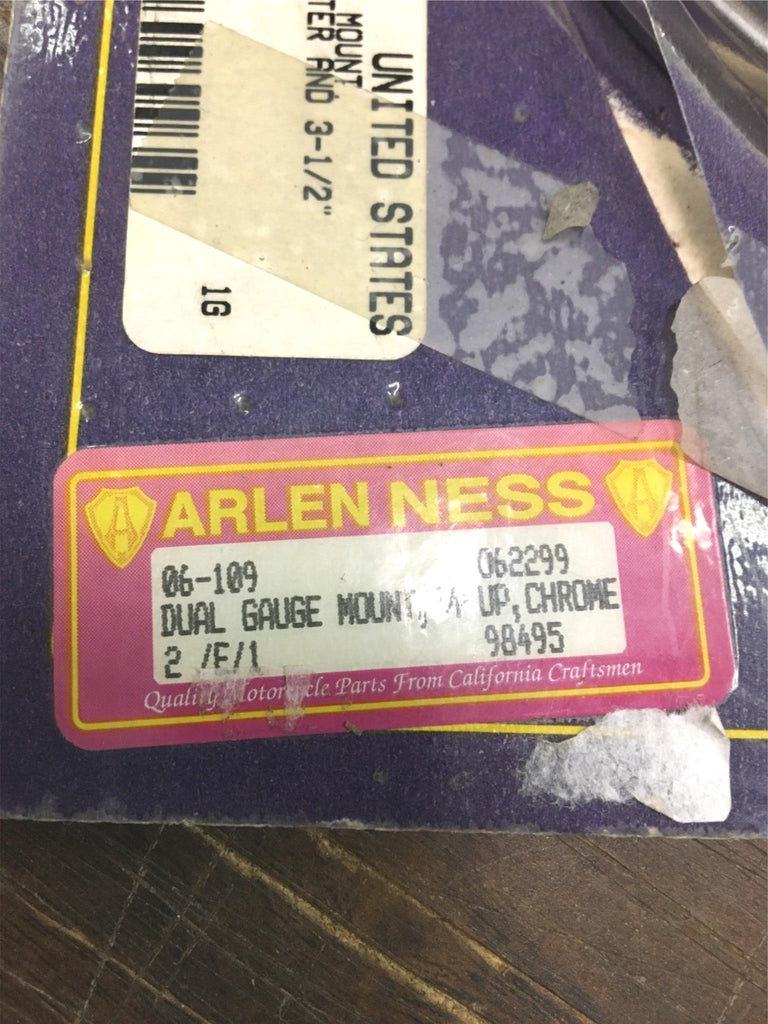 UNITED STATES
MOUNT
TER AND 3-1/2"
1G
ARLEN NESS
06-109 062299
DUAL GAUGE MOUNT, UP, CHROME
98495
2 /E/1
Quality Motorcycle Parts From California Craftsmen